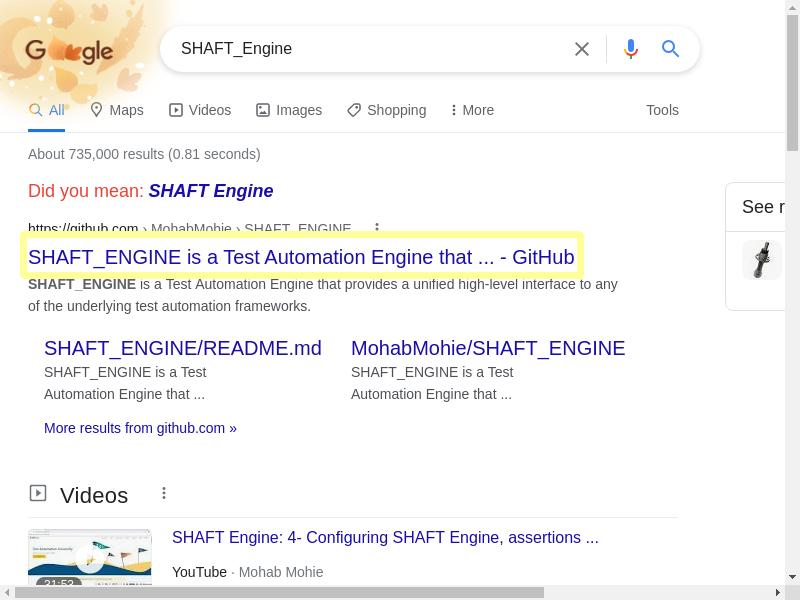 Google
SHAFT_Engine
All Maps Videos Images Shopping More Tools
About 735,000 results (0.81 seconds)
Did you mean: SHAFT Engine
https://github.com › MohabMohie › SHAFT_ENGINE
SHAFT_ENGINE is a Test Automation Engine that ... - GitHub
SHAFT_ENGINE is a Test Automation Engine that provides a unified high-level interface to any
of the underlying test automation frameworks.
SHAFT_ENGINE/README.md
SHAFT_ENGINE is a Test
Automation Engine that ...
MohabMohie/SHAFT_ENGINE
SHAFT_ENGINE is a Test
Automation Engine that ...
More results from github.com »
See r
Videos
SHAFT Engine: 4- Configuring SHAFT Engine, assertions ...
YouTube · Mohab Mohie
31:52